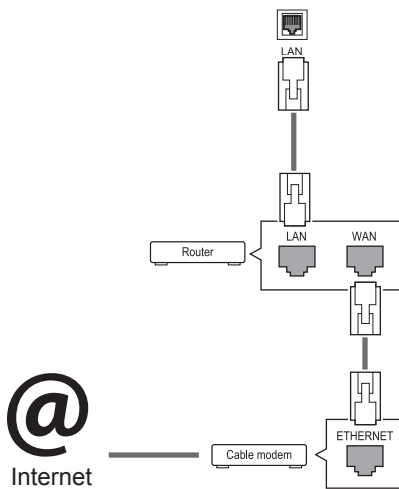 LAN
LAN WAN
Router
ETHERNET
@
Cable modem
Internet